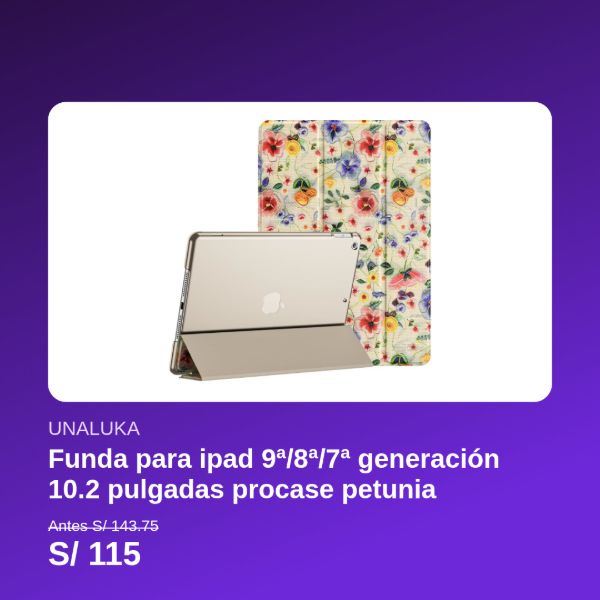 UNALUKA
Funda para ipad 9ª/8ª/7ª generación
10.2 pulgadas procase petunia
Antes S/ 143.75
S/ 115